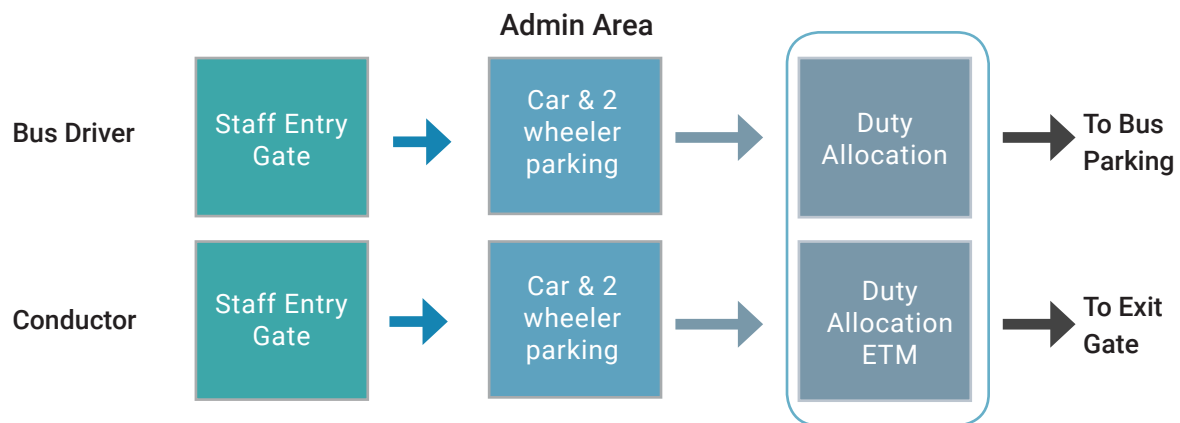 Admin Area
Bus Driver
Staff Entry
Gate
Car & 2
wheeler
parking
Duty
Allocation
To Bus
Parking
Conductor
Staff Entry
Gate
Car & 2
wheeler
parking
Duty
Allocation
ETM
To Exit
Gate